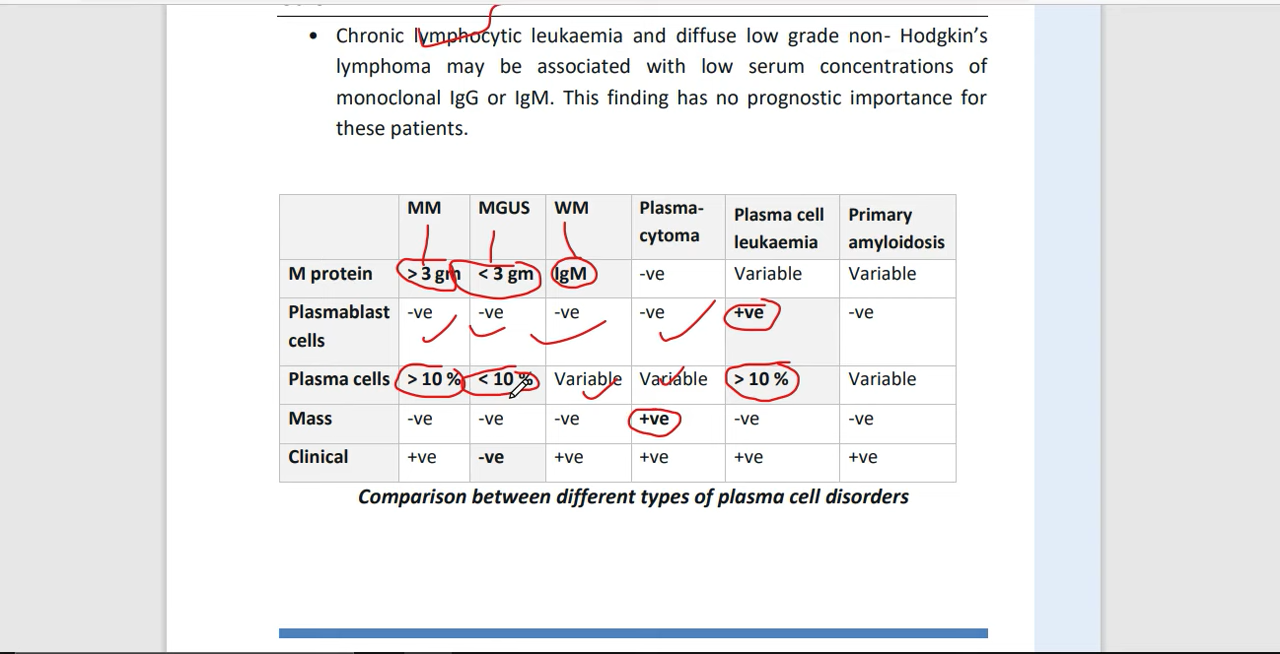 • Chronic lymphocytic leukaemia and diffuse low grade non- Hodgkin's
lymphoma may be associated with low serum concentrations of
monoclonal IgG or IgM. This finding has no prognostic importance for
these patients.
MM MGUS WM Plasma-cytoma Plasma cell leukaemia Primary amyloidosis
M protein > 3 gm < 3 gm IgM -ve Variable Variable
Plasmablast cells -ve -ve -ve -ve +ve -ve
Plasma cells > 10 % < 10 % Variable Variable > 10 % Variable
Mass -ve -ve -ve +ve -ve -ve
Clinical +ve -ve +ve +ve +ve +ve
Comparison between different types of plasma cell disorders